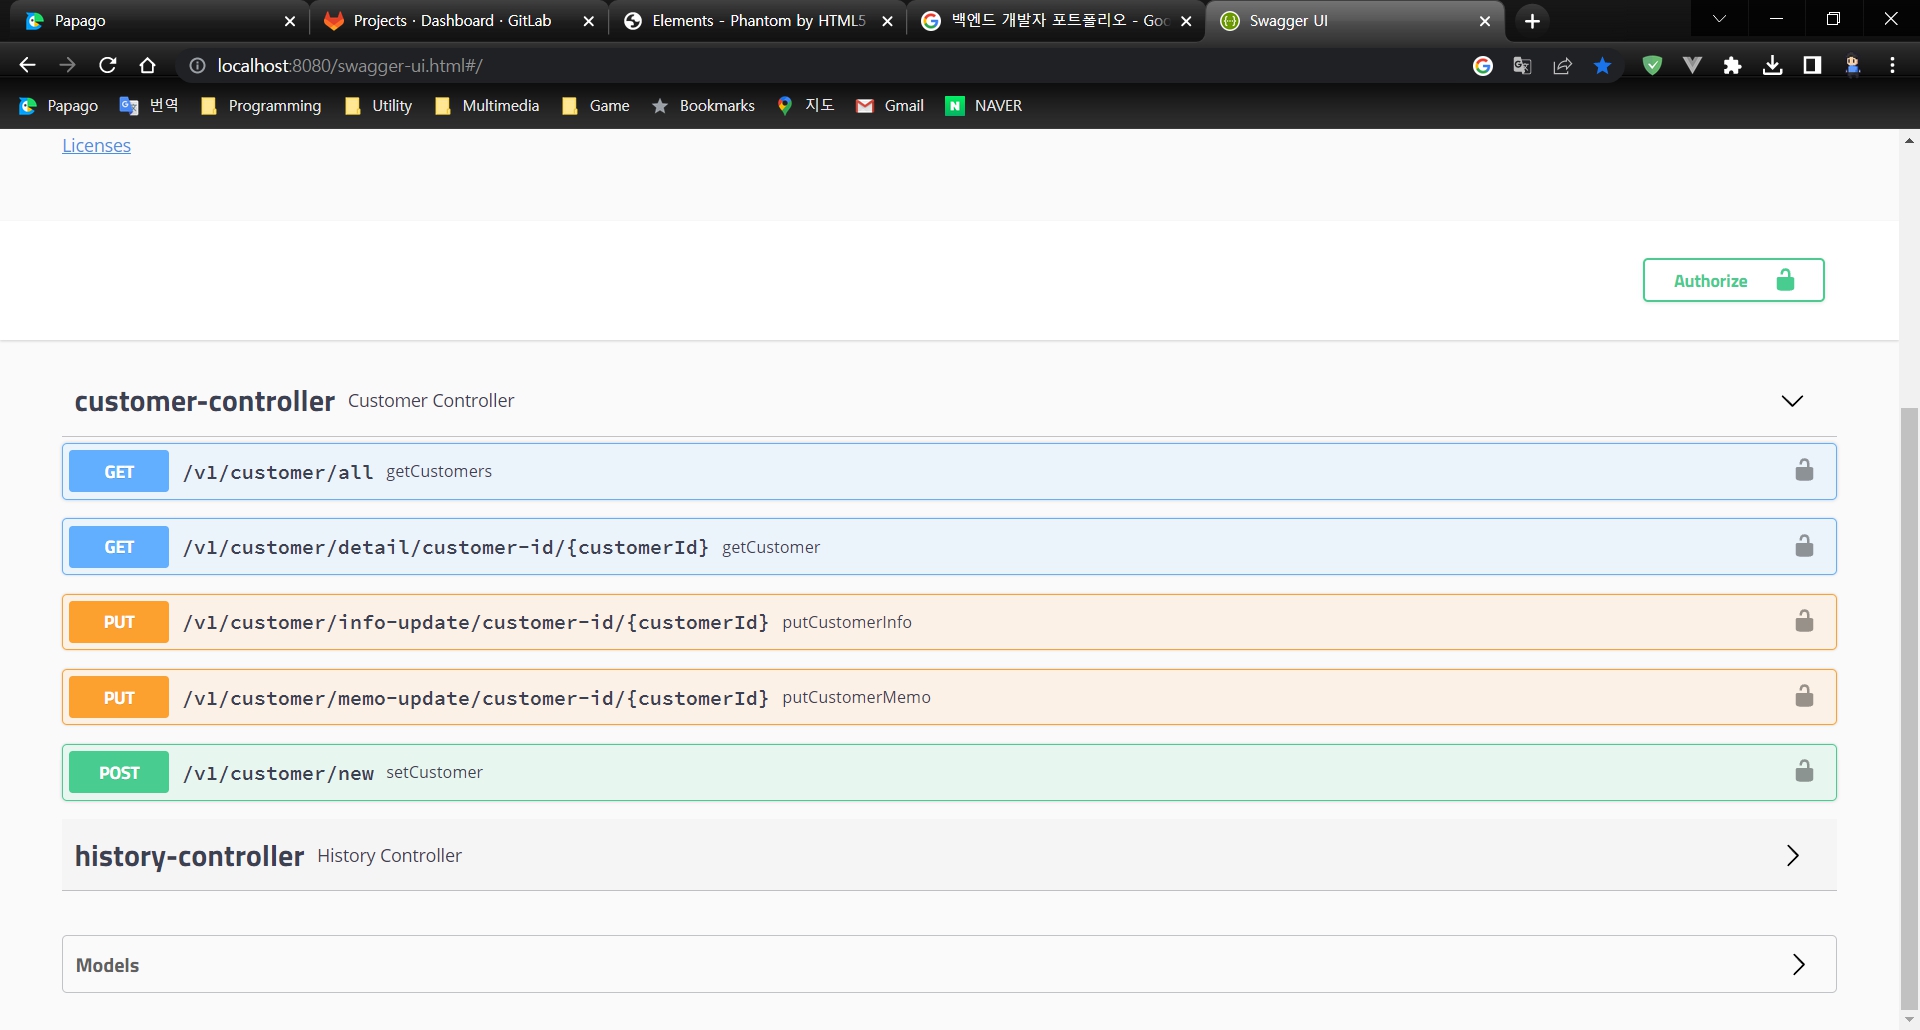 Papago
Projects · Dashboard · GitLab
Elements - Phantom by HTML5
백엔드 개발자 포트폴리오 - Goo
Swagger UI
localhost:8080/swagger-ui.html#/
Papago
번역
Programming
Utility
Multimedia
Game
Bookmarks
지도
Gmail
NAVER
Licenses
Authorize
customer-controller Customer Controller
GET /v1/customer/all getCustomers
GET /v1/customer/detail/customer-id/{customerId} getCustomer
PUT /v1/customer/info-update/customer-id/{customerId} putCustomerInfo
PUT /v1/customer/memo-update/customer-id/{customerId} putCustomerMemo
POST /v1/customer/new setCustomer
history-controller History Controller
Models